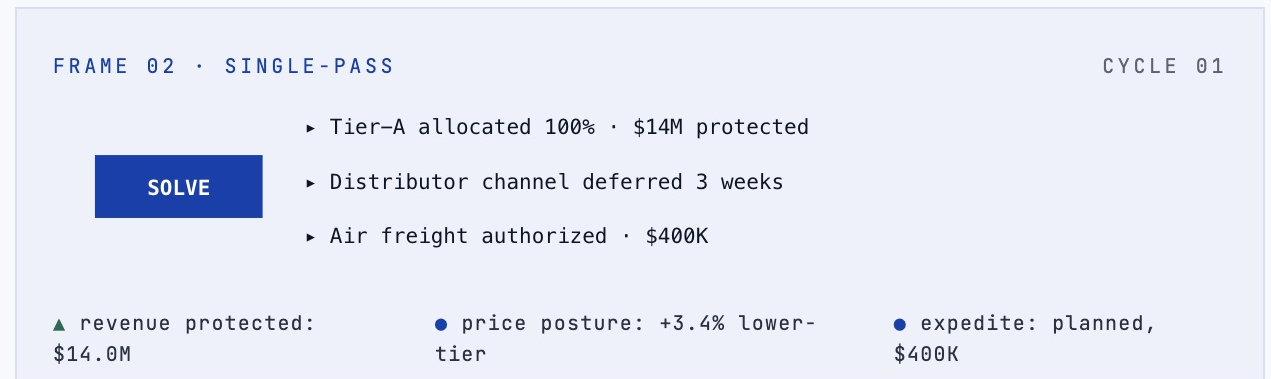 FRAME 02 · SINGLE-PASS
CYCLE 01
▸ Tier–A allocated 100% · $14M protected
▸ Distributor channel deferred 3 weeks
SOLVE
▸ Air freight authorized · $400K
▲ revenue protected:
$14.0M
● price posture: +3.4% lower-
tier
● expedite: planned,
$400K